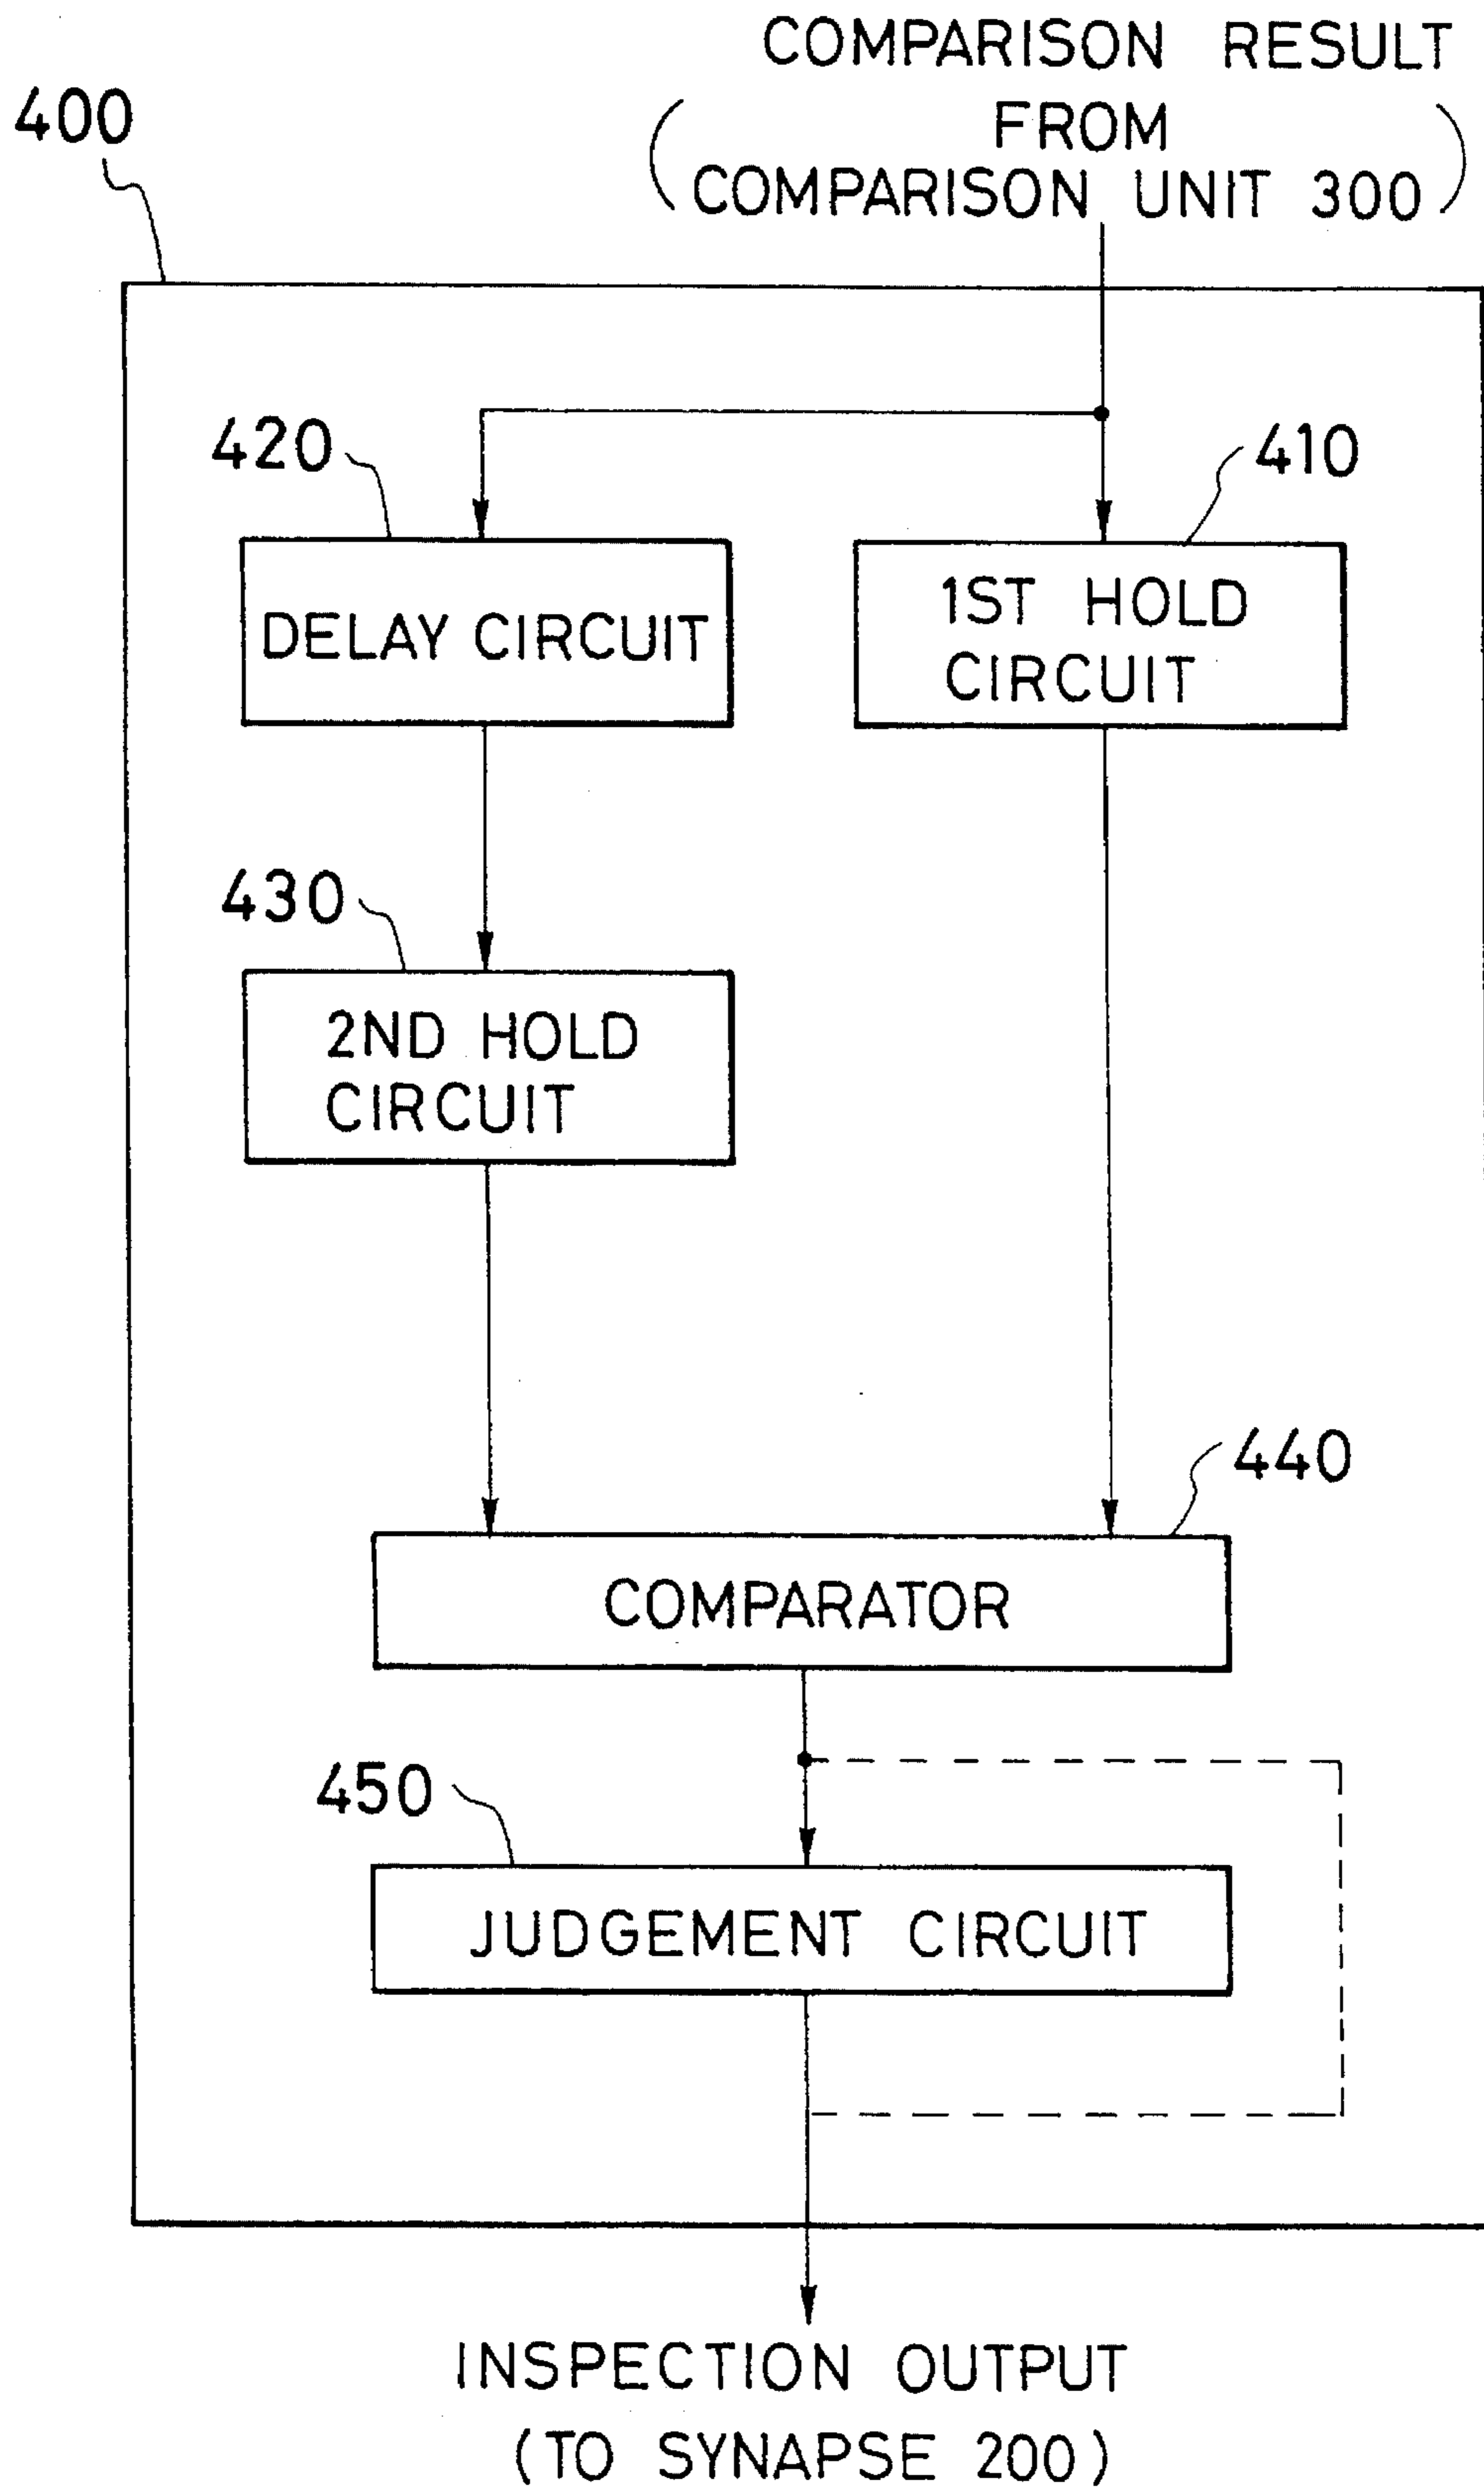 COMPARISON RESULT
FROM
(COMPARISON UNIT 300)
400
420
410
DELAY CIRCUIT
1ST HOLD
CIRCUIT
430
2ND HOLD
CIRCUIT
440
COMPARATOR
450
JUDGEMENT CIRCUIT
INSPECTION OUTPUT
(TO SYNAPSE 200)